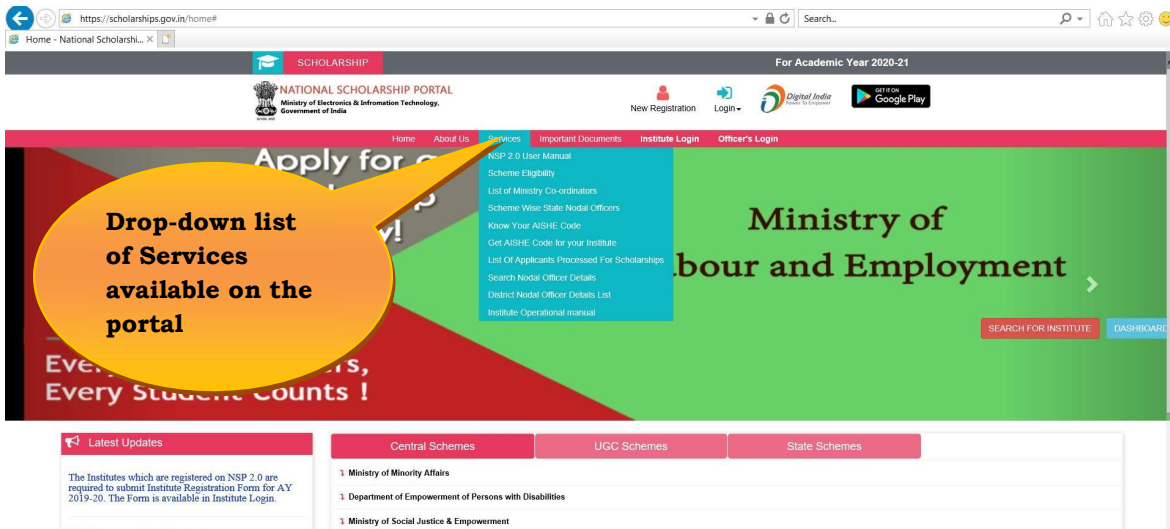 https://scholarships.gov.in/home#
Search...
Home - National Scholarshi...
SCHOLARSHIP
For Academic Year 2020-21
NATIONAL SCHOLARSHIP PORTAL
Ministry of Electronics & Infromation Technology,
Government of India
New Registration
Login
Digital India
Power To Empower
GET IT ON
Google Play
Home About Us Services Important Documents Institute Login Officer's Login
NSP 2.0 User Manual
Scheme Eligibility
List of Ministry Co-ordinators
Scheme Wise State Nodal Officers
Know Your AISHE Code
Get AISHE Code for your Institute
List Of Applicants Processed For Scholarships
Search Nodal Officer Details
District Nodal Officer Details List
Institute Operational manual
Apply for
Drop-down list
of Services
available on the
portal
Ministry of
bour and Employment
SEARCH FOR INSTITUTE
DASHBOARD
Every Student Counts !
Latest Updates
The Institutes which are registered on NSP 2.0 are
required to submit Institute Registration Form for AY
2019-20. The Form is available in Institute Login.
Central Schemes
UGC Schemes
State Schemes
Ministry of Minority Affairs
Department of Empowerment of Persons with Disabilities
Ministry of Social Justice & Empowerment